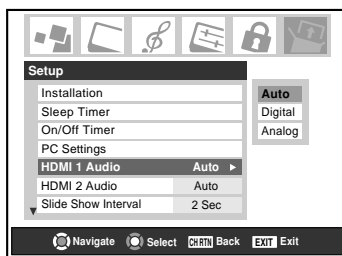 Setup
Installation
Auto
Sleep Timer
Digital
On/Off Timer
Analog
PC Settings
HDMI 1 Audio Auto
HDMI 2 Audio Auto
Slide Show Interval 2 Sec
Navigate Select CH RTN Back EXIT Exit